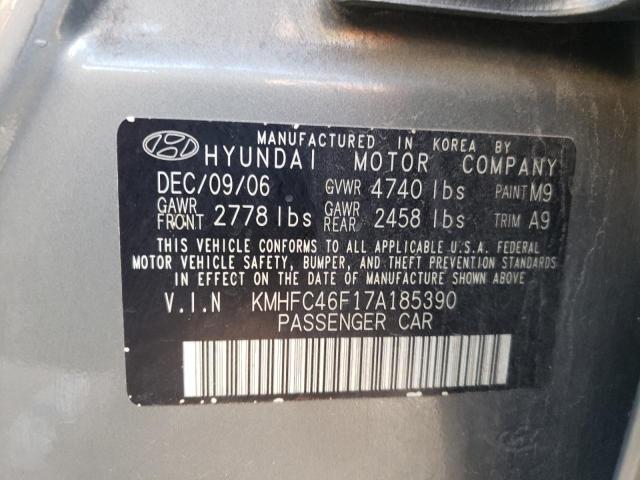 MANUFACTURED IN KOREA BY
HYUNDAI MOTOR COMPANY
DEC/09/06 GVWR 4740 lbs PAINT M9
GAWR FRONT 2778 lbs GAWR REAR 2458 lbs TRIM A9
THIS VEHICLE CONFORMS TO ALL APPLICABLE U.S.A. FEDERAL
MOTOR VEHICLE SAFETY, BUMPER, AND THEFT PREVENTION STANDARDS
IN EFFECT ON THE DATE OF MANUFACTURE SHOWN ABOVE.
V.I.N KMHFC46F17A185390
PASSENGER CAR